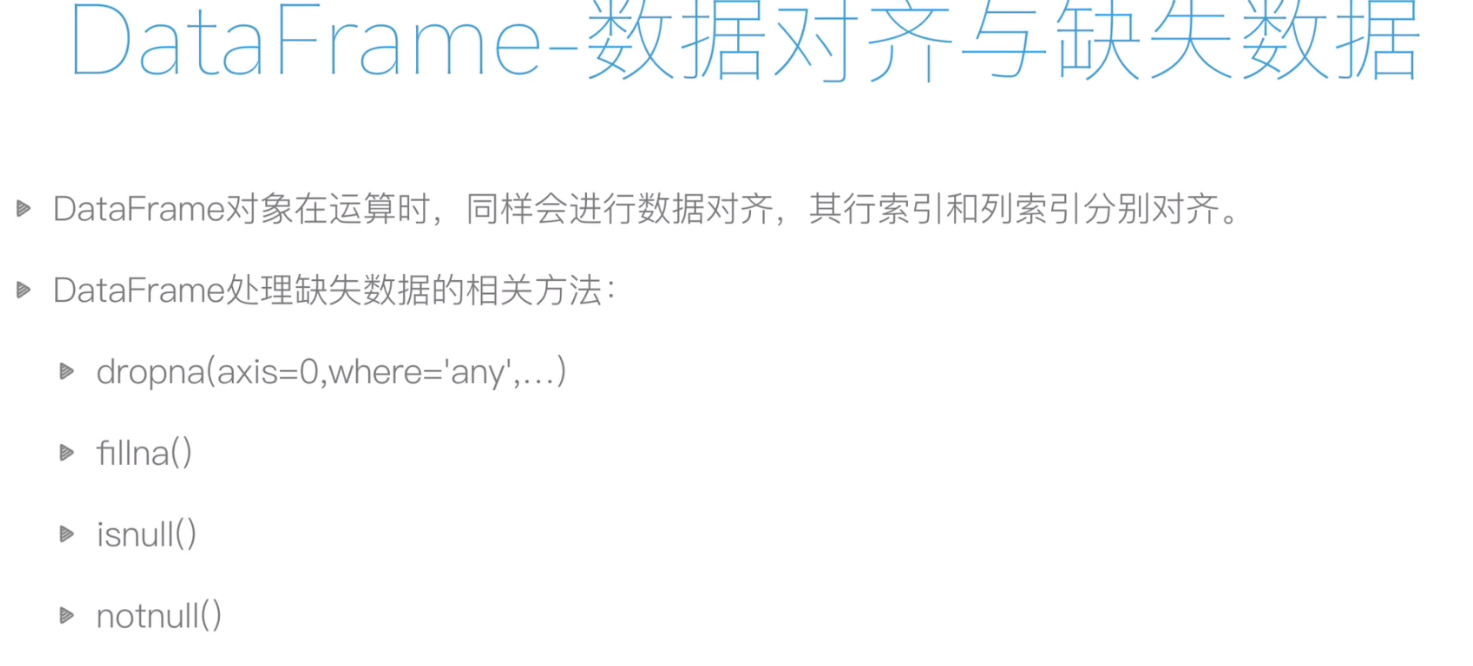 DataFrame-数据对齐与缺失数据
DataFrame对象在运算时，同样会进行数据对齐，其行索引和列索引分别对齐。
DataFrame处理缺失数据的相关方法：
dropna(axis=0,where='any',…)
fillna()
isnull()
notnull()